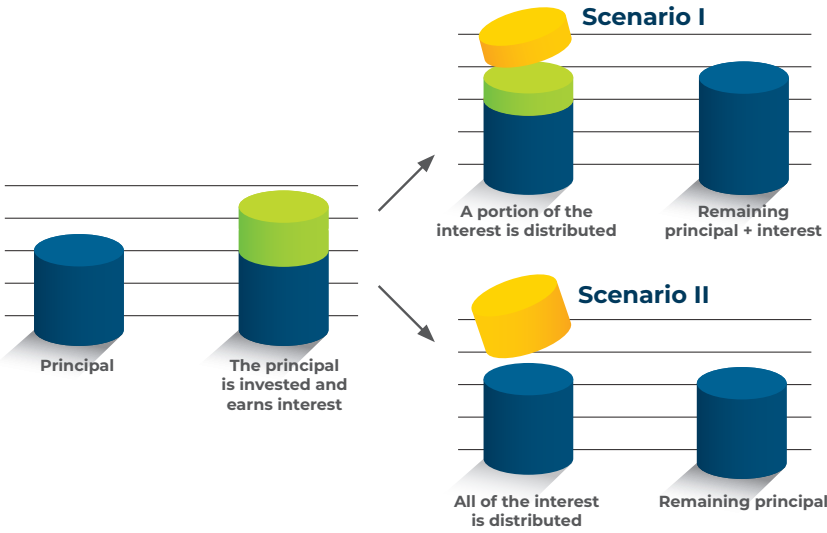 Scenario I
A portion of the
interest is distributed
Remaining
principal + interest
Principal
The principal
is invested and
earns interest
Scenario II
All of the interest
is distributed
Remaining principal